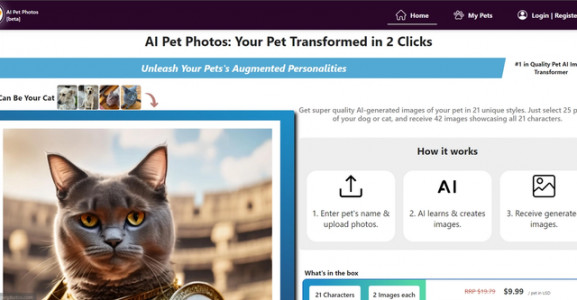 AI Pet Photos
[beta]
Home
My Pets
Login | Registe
AI Pet Photos: Your Pet Transformed in 2 Clicks
Unleash Your Pets's Augmented Personalities
#1 in Quality Pet AI Im
Transformer
Can Be Your Cat
Get super quality AI-generated images of your pet in 21 unique styles. Just select 25 p
of your dog or cat, and receive 42 images showcasing all 21 characters.
How it works
AI
1. Enter pet's name &
upload photos.
2. AI learns & creates
images.
3. Receive generate
images.
What's in the box
21 Characters
2 Images each
RRP $19.79
$9.99
/ pet in USD